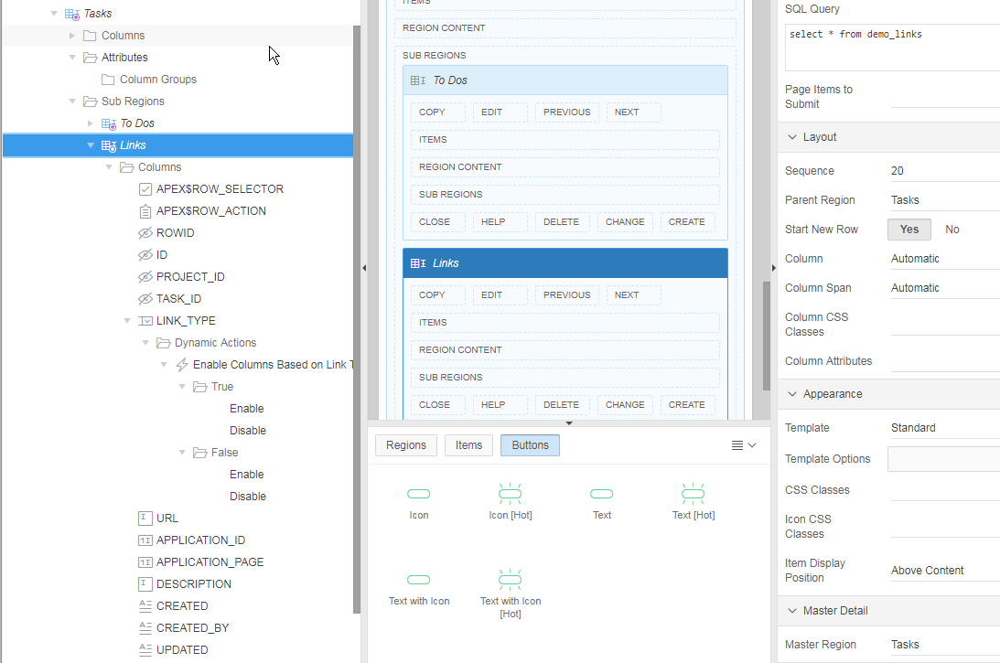 Tasks
Columns
Attributes
Column Groups
Sub Regions
To Dos
Links
Columns
APEX$ROW_SELECTOR
APEX$ROW_ACTION
ROWID
ID
PROJECT_ID
TASK_ID
LINK_TYPE
Dynamic Actions
Enable Columns Based on Link T
True
Enable
Disable
False
Enable
Disable
URL
APPLICATION_ID
APPLICATION_PAGE
DESCRIPTION
CREATED
CREATED_BY
UPDATED
ITEMS
REGION CONTENT
SUB REGIONS
To Dos
COPY EDIT PREVIOUS NEXT
ITEMS
REGION CONTENT
SUB REGIONS
CLOSE HELP DELETE CHANGE CREATE
Links
COPY EDIT PREVIOUS NEXT
ITEMS
REGION CONTENT
SUB REGIONS
CLOSE HELP DELETE CHANGE CREATE
Regions Items Buttons
Icon Icon [Hot] Text Text [Hot]
Text with Icon Text with Icon
[Hot]
SQL Query
select * from demo_links
Page Items to
Submit
Layout
Sequence 20
Parent Region Tasks
Start New Row Yes No
Column Automatic
Column Span Automatic
Column CSS
Classes
Column Attributes
Appearance
Template Standard
Template Options
CSS Classes
Icon CSS
Classes
Item Display
Position Above Content
Master Detail
Master Region Tasks